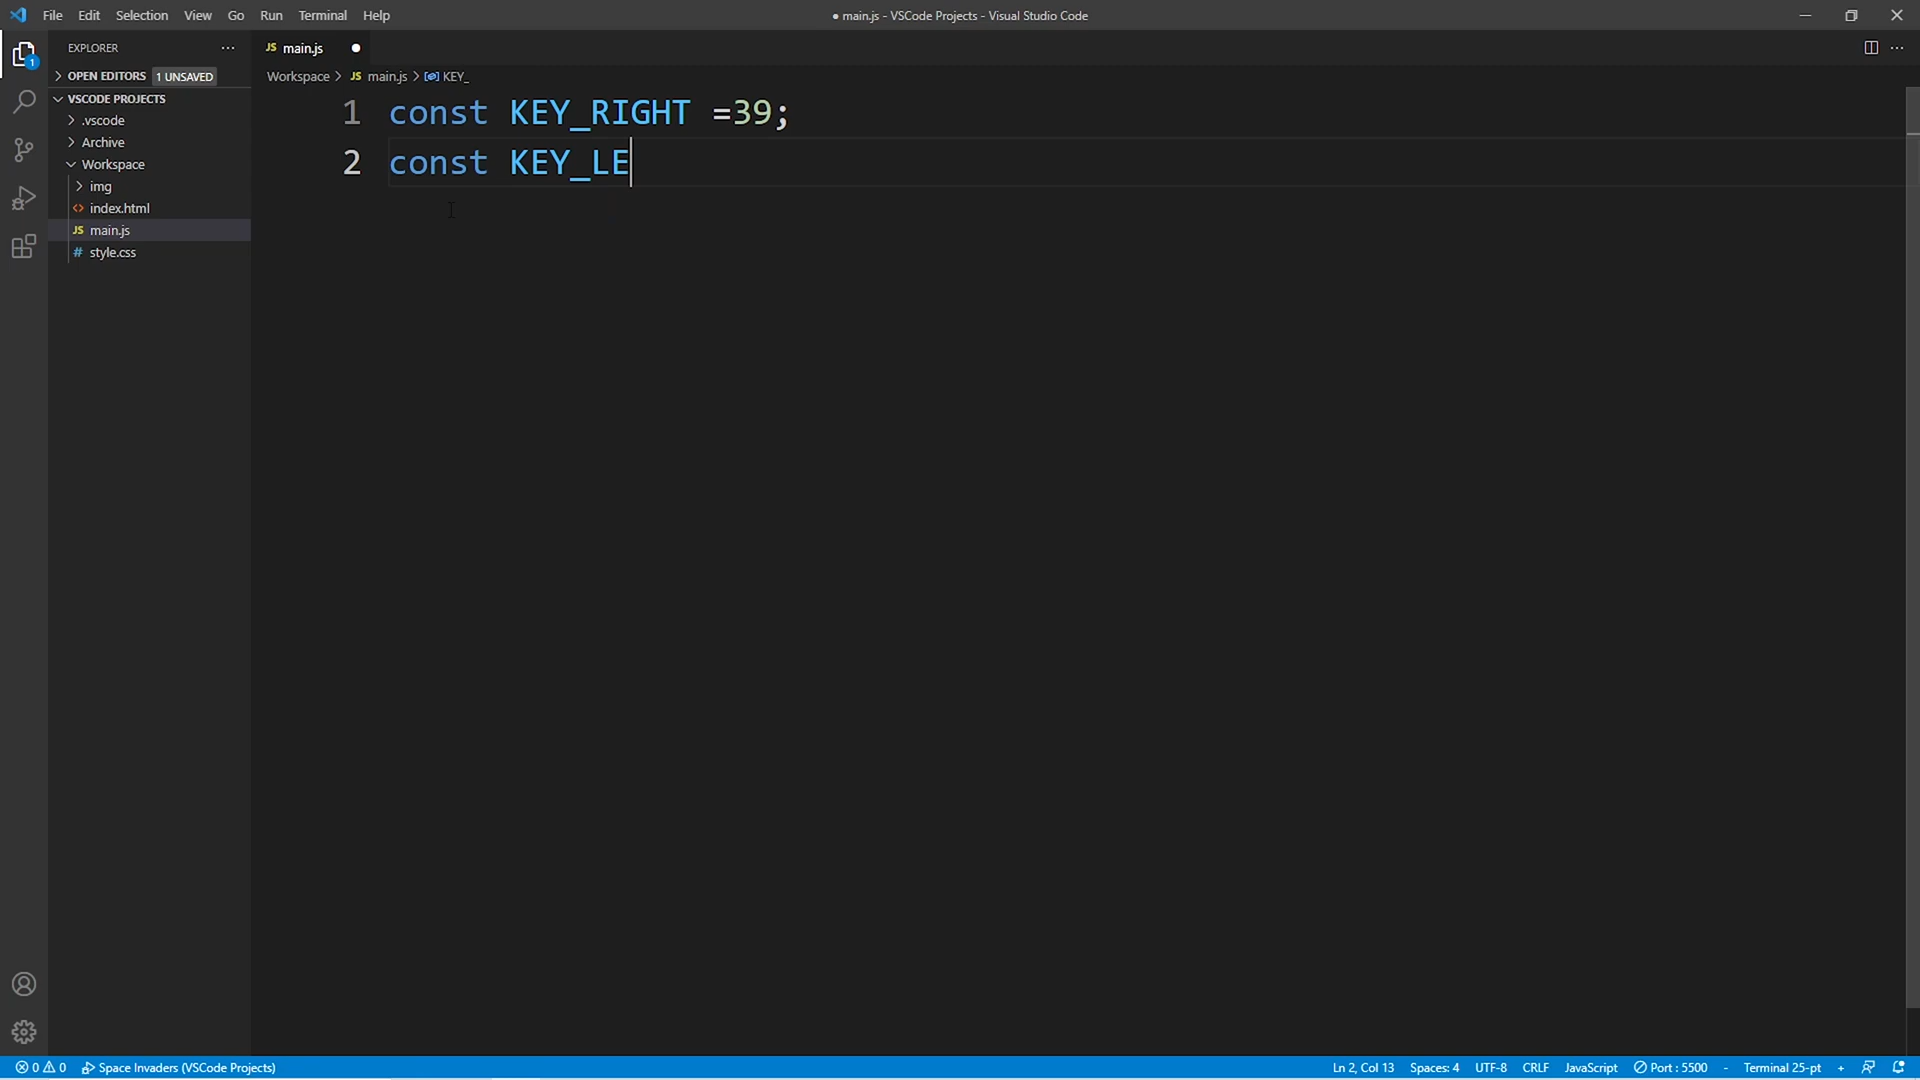 File Edit Selection View Go Run Terminal Help
● main.js - VSCode Projects - Visual Studio Code
EXPLORER
JS main.js ●
1
OPEN EDITORS 1 UNSAVED
Workspace > JS main.js > KEY_
VSCODE PROJECTS
.vscode
Archive
Workspace
img
index.html
JS main.js
# style.css
1 const KEY_RIGHT =39;
2 const KEY_LE
0 0 Space Invaders (VSCode Projects)
Ln 2, Col 13 Spaces: 4 UTF-8 CRLF JavaScript Port : 5500 - Terminal 25-pt +